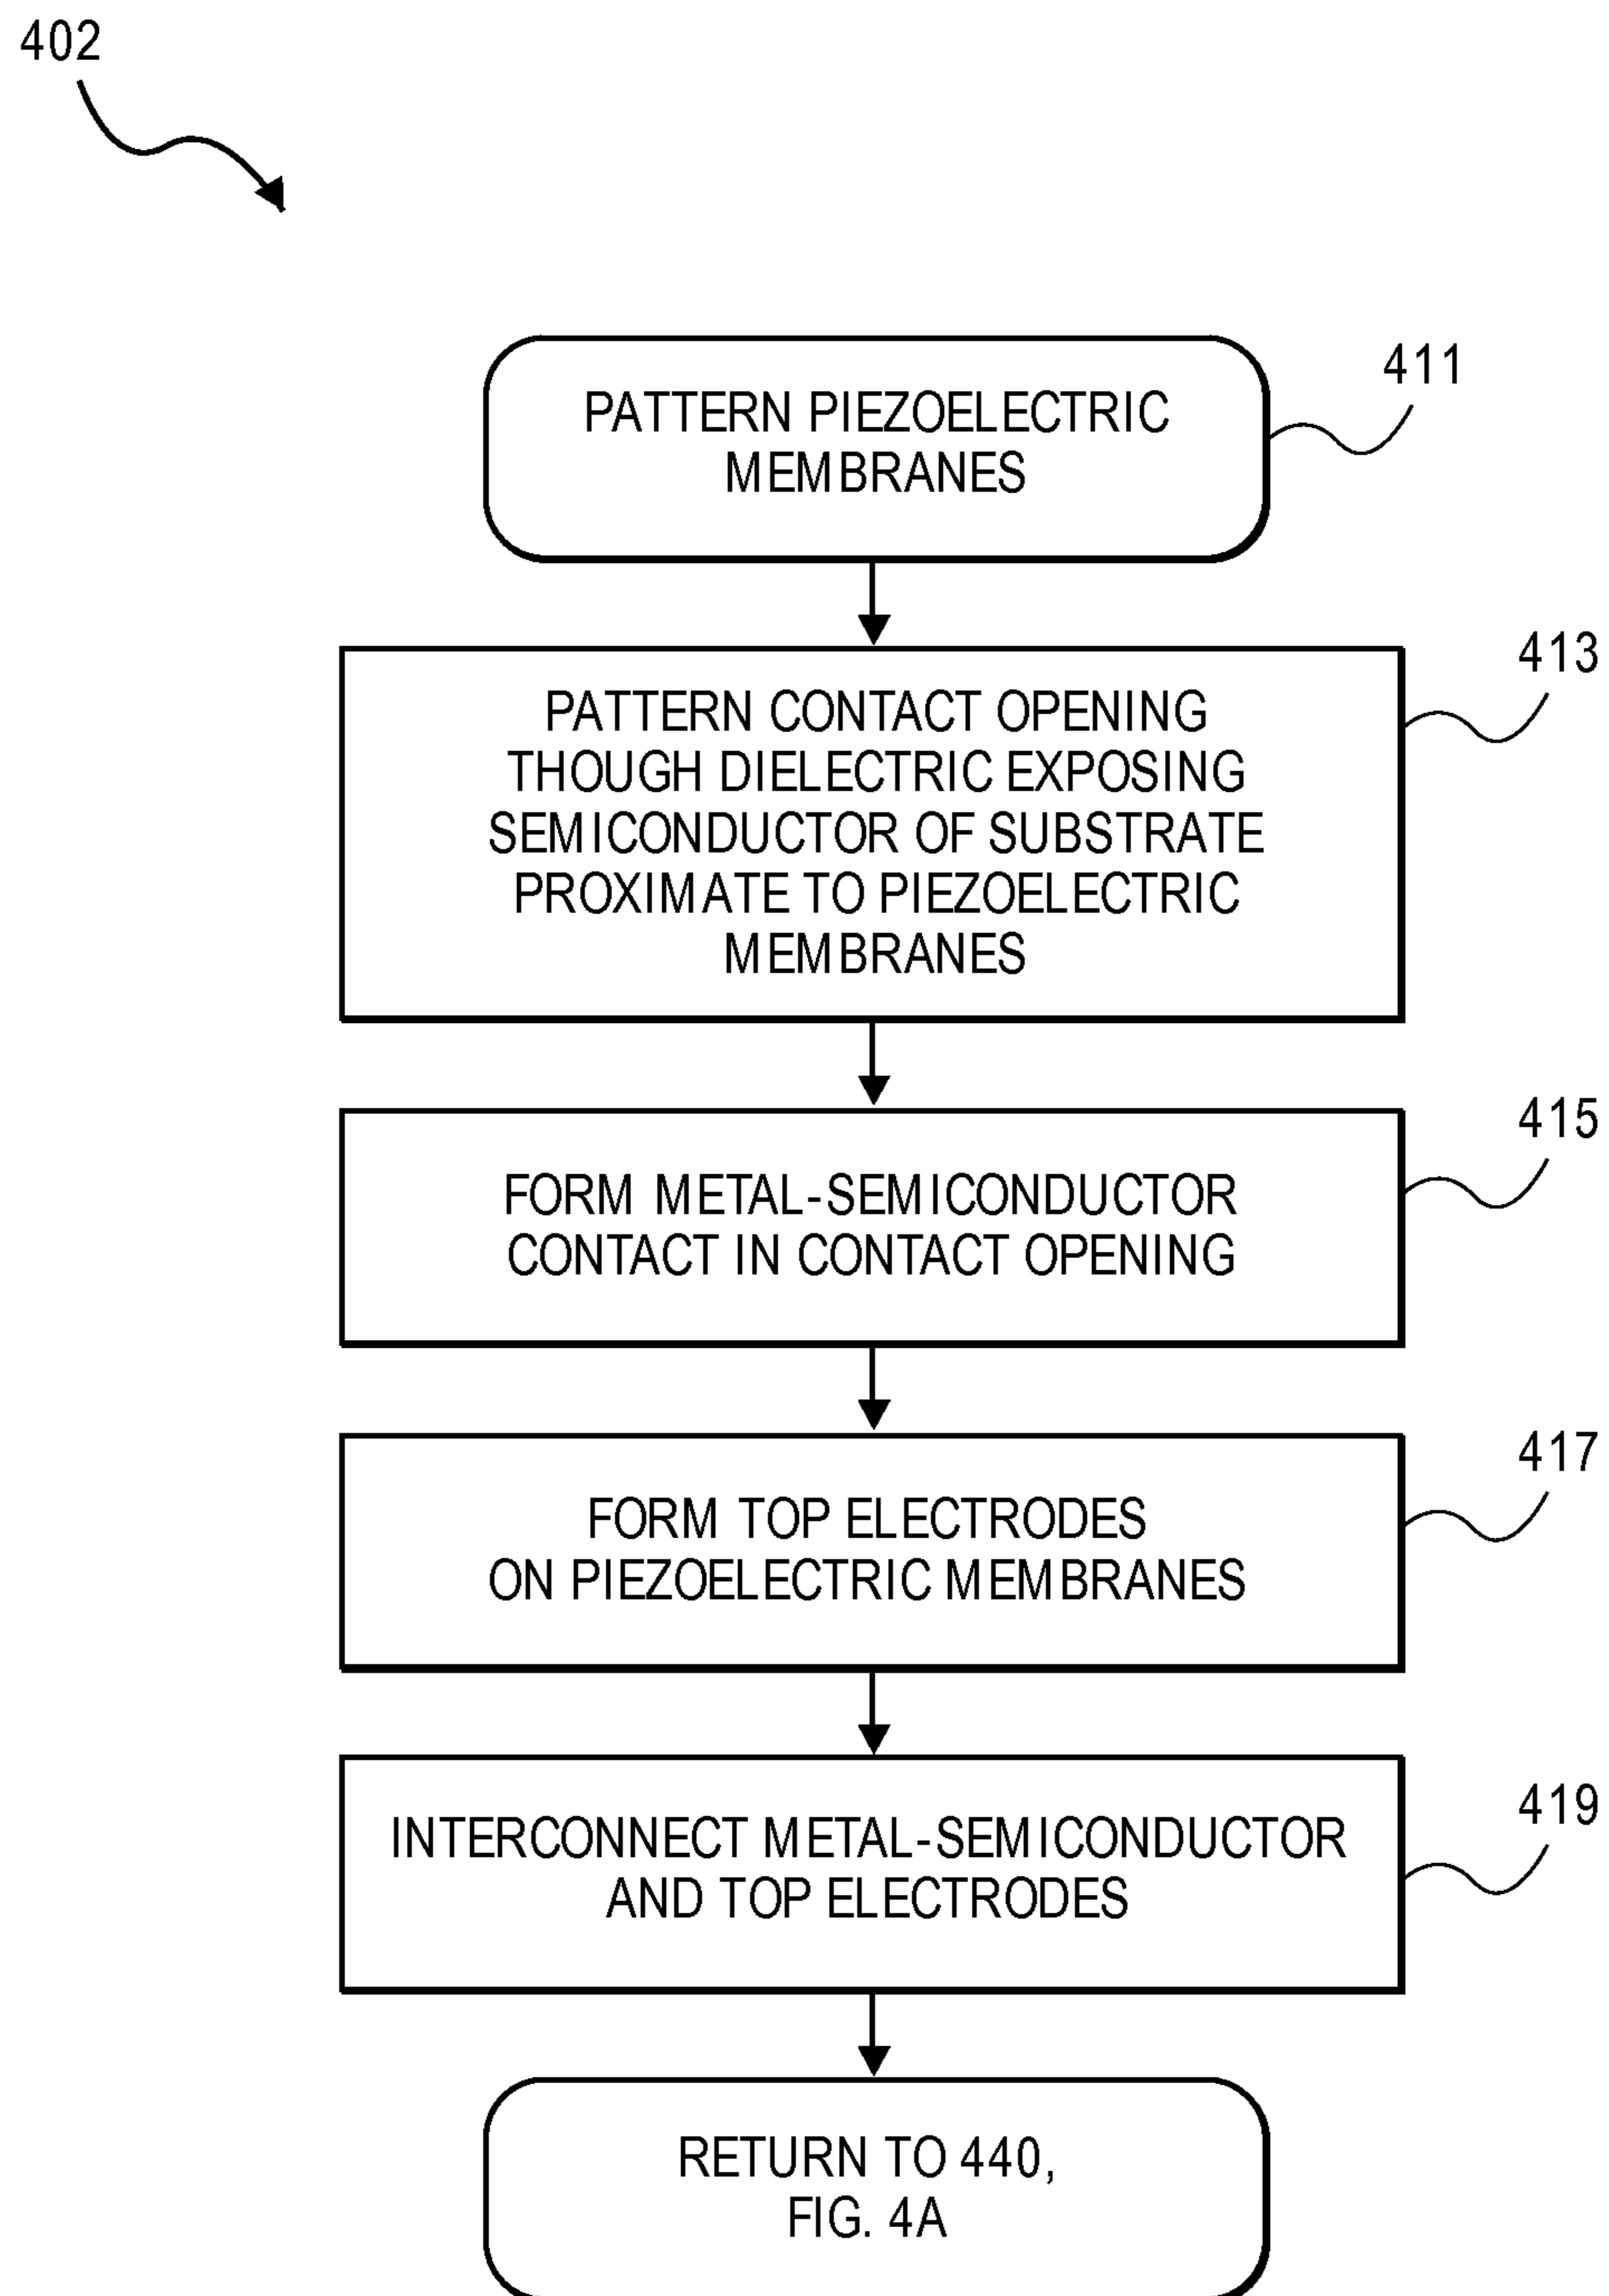 402
PATTERN PIEZOELECTRIC
MEMBRANES
411
PATTERN CONTACT OPENING
THOUGH DIELECTRIC EXPOSING
SEMICONDUCTOR OF SUBSTRATE
PROXIMATE TO PIEZOELECTRIC
MEMBRANES
413
FORM METAL-SEMICONDUCTOR
CONTACT IN CONTACT OPENING
415
FORM TOP ELECTRODES
ON PIEZOELECTRIC MEMBRANES
417
INTERCONNECT METAL-SEMICONDUCTOR
AND TOP ELECTRODES
419
RETURN TO 440,
FIG. 4A